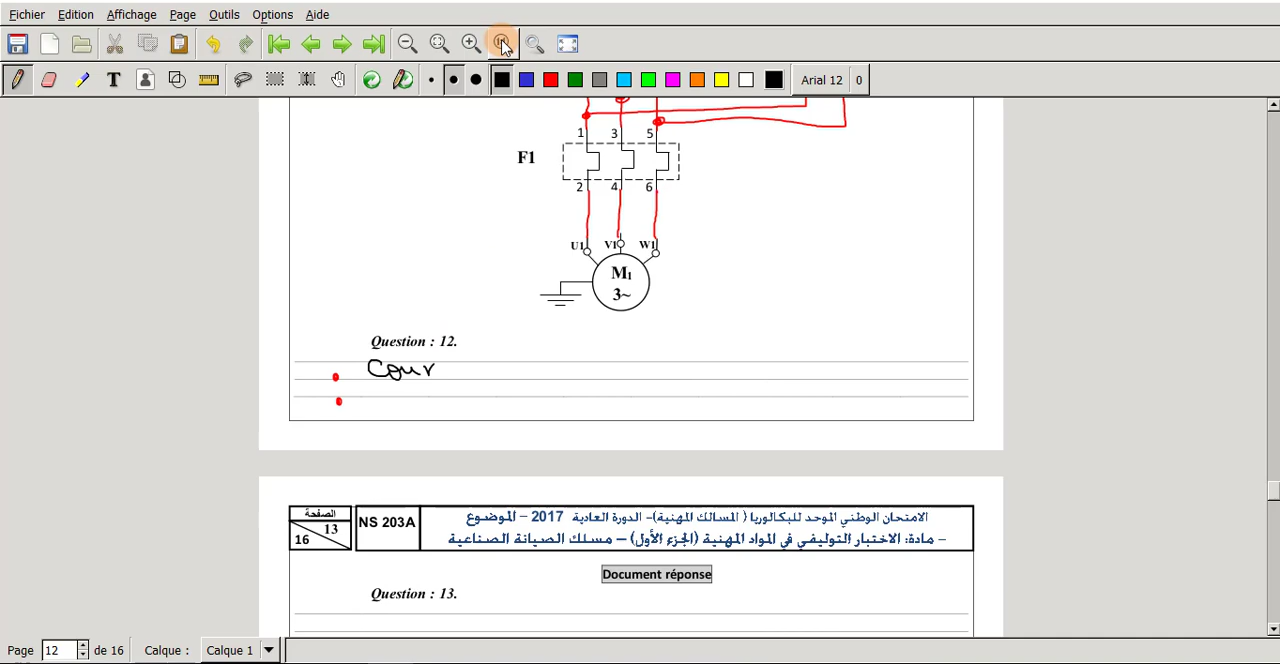 Fichier Edition Affichage Page Outils Options Aide
T Arial 12 0
1 3 5
F1
2 4 6
U1 V1 W1
M1
3~
Question : 12.
Cour
الصفحة
13
16
NS 203A
الامتحان الوطني الموحد للبكالوريا (المسالك المهنية)- الدورة العادية 2017 – الموضوع
- مادة: الاختبار التوليفي في المواد المهنية (الجزء الأول) – مسلك الصيانة الصناعية
Document réponse
Question : 13.
Page 12 de 16 Calque : Calque 1